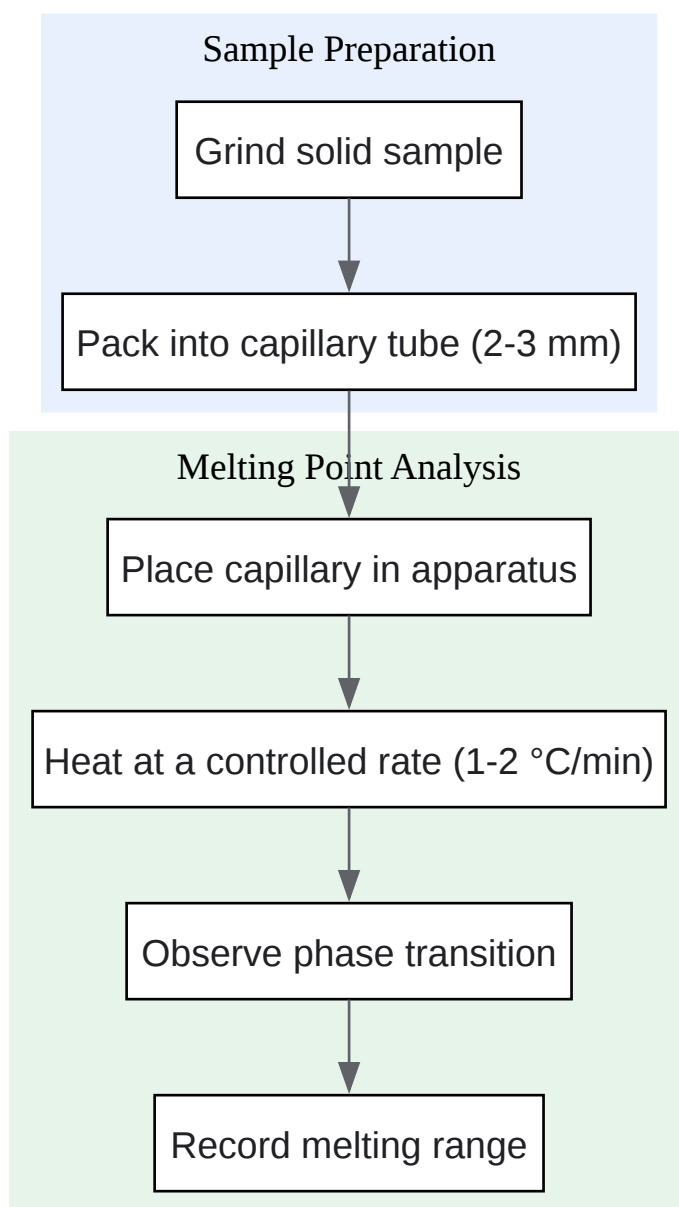 Sample Preparation
Grind solid sample
Pack into capillary tube (2-3 mm)
Melting Point Analysis
Place capillary in apparatus
Heat at a controlled rate (1-2 °C/min)
Observe phase transition
Record melting range